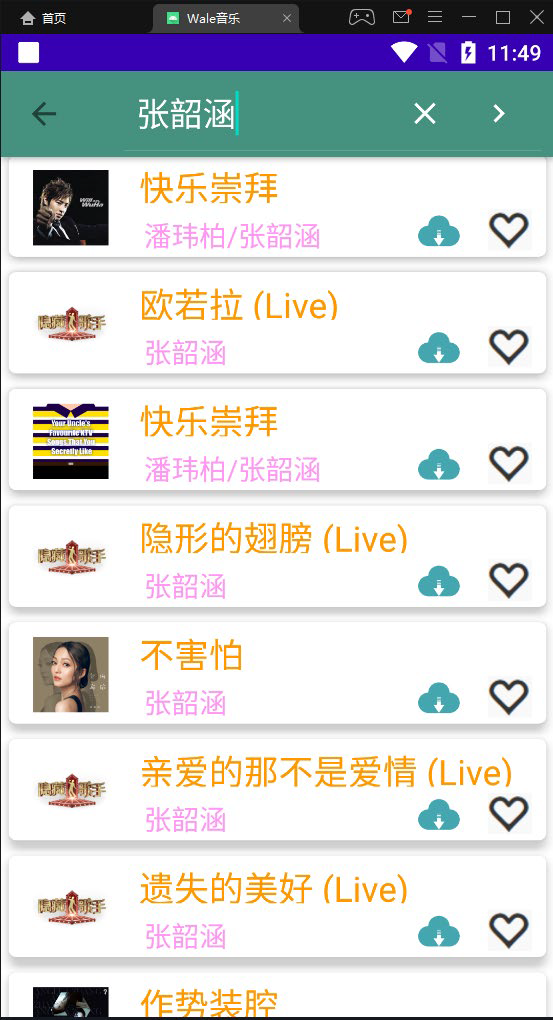 首页
Wale音乐
11:49
张韶涵
快乐崇拜
潘玮柏/张韶涵
欧若拉 (Live)
张韶涵
快乐崇拜
Your Uncle's
Favourite KTV
Songs That You
Secretly Like
潘玮柏/张韶涵
隐形的翅膀 (Live)
张韶涵
不害怕
张韶涵
亲爱的那不是爱情 (Live)
张韶涵
遗失的美好 (Live)
张韶涵
作势装腔